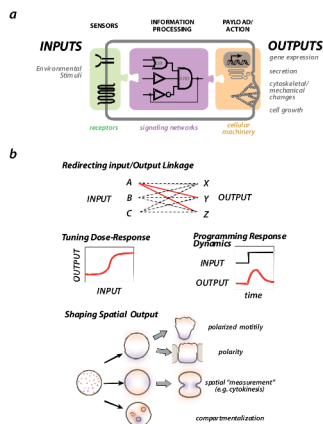 a
SENSORS
INFORMATION
PROCESSING
PAYLOAD/
ACTION
INPUTS
Environmental
Stimuli
OUTPUTS
gene expression
secretion
cytoskeletal/
mechanical
changes
cell growth
receptors
signaling networks
cellular
machinery
b
Redirecting input/Output Linkage
A
X
INPUT
B
Y
OUTPUT
C
Z
Tuning Dose-Response
OUTPUT
INPUT
Programming Response
Dynamics
INPUT
OUTPUT
time
Shaping Spatial Output
polarized motility
polarity
spatial "measurement"
(e.g. cytokinesis)
compartmentalization